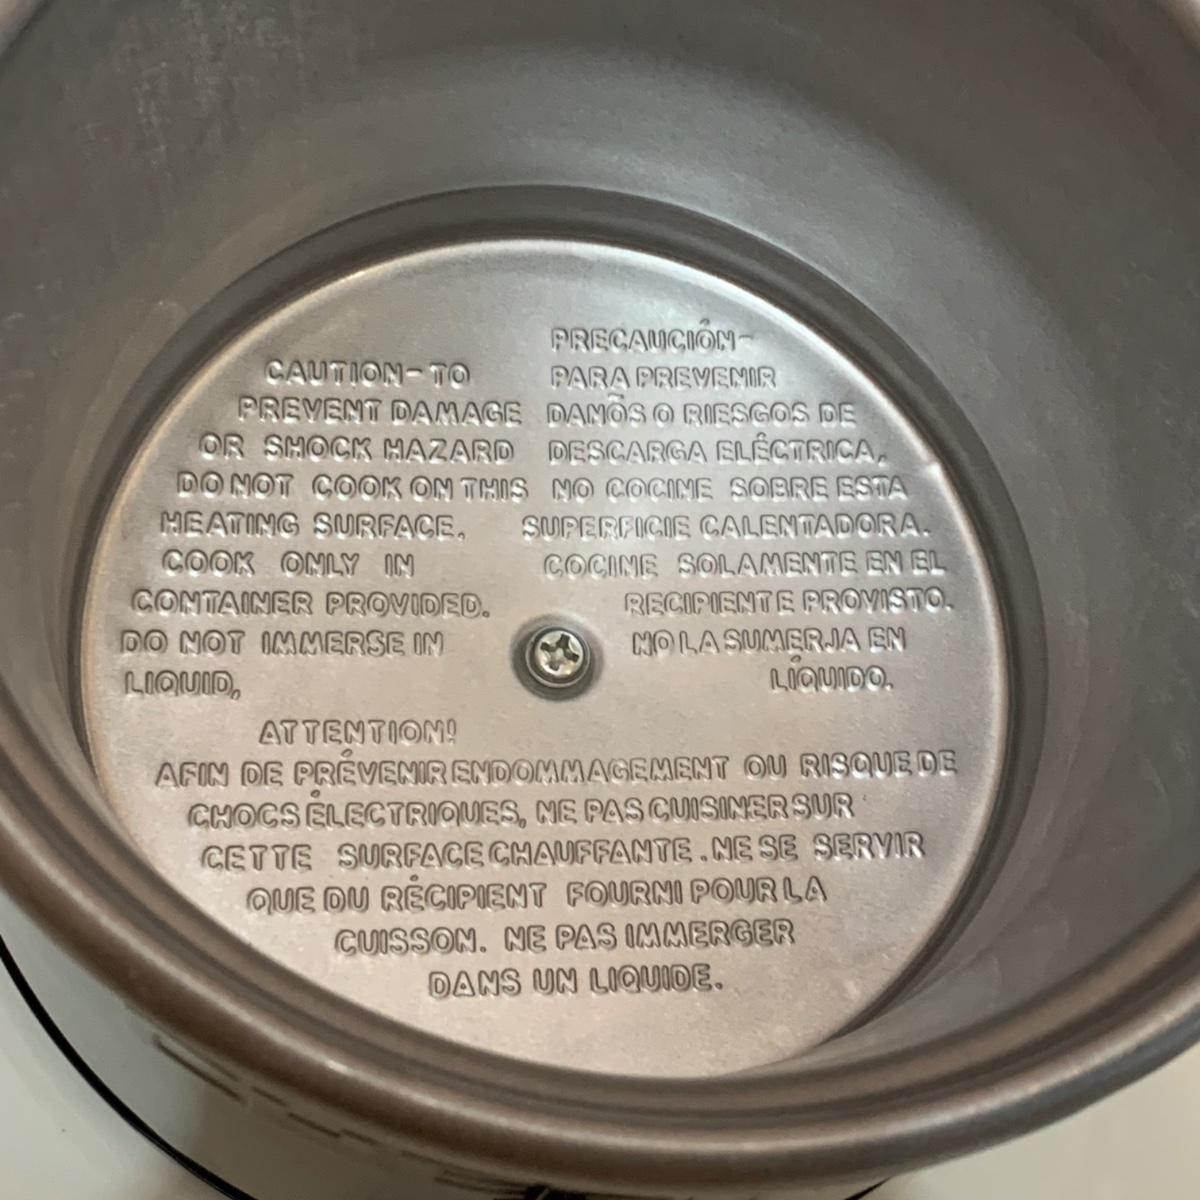 CAUTION- TO
PREVENT DAMAGE
OR SHOCK HAZARD
DO NOT COOK ON THIS
HEATING SURFACE.
COOK ONLY IN
CONTAINER PROVIDED.
DO NOT IMMERSE IN
LIQUID,
PRECAUCIÓN-
PARA PREVENIR
DANÕS O RIESGOS DE
DESCARGA ELÉCTRICA,
NO COCINE SOBRE ESTA
SUPERFICIE CALENTADORA.
COCINE SOLAMENTE EN EL
RECIPIENTE PROVISTO.
NO LA SUMERJA EN
LÍQUIDO.
ATTENTION!
AFIN DE PRÉVENIR ENDOMMAGEMENT OU RISQUE DE
CHOCS ÉLECTRIQUES, NE PAS CUISINER SUR
CETTE SURFACE CHAUFFANTE. NE SE SERVIR
QUE DU RÉCIPIENT FOURNI POUR LA
CUISSON. NE PAS IMMERGER
DANS UN LIQUIDE.